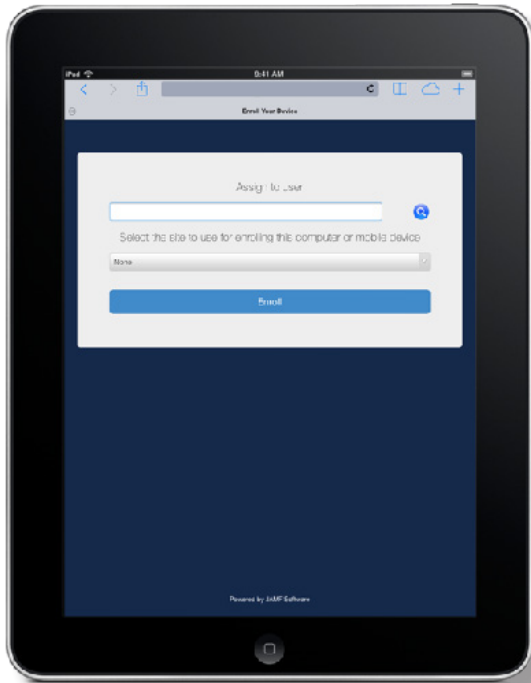 iPad
9:41 AM
Enroll Your Device
Assign to user
Select the site to use for enrolling this computer or mobile device
None
Enroll
Powered by JAMF Software